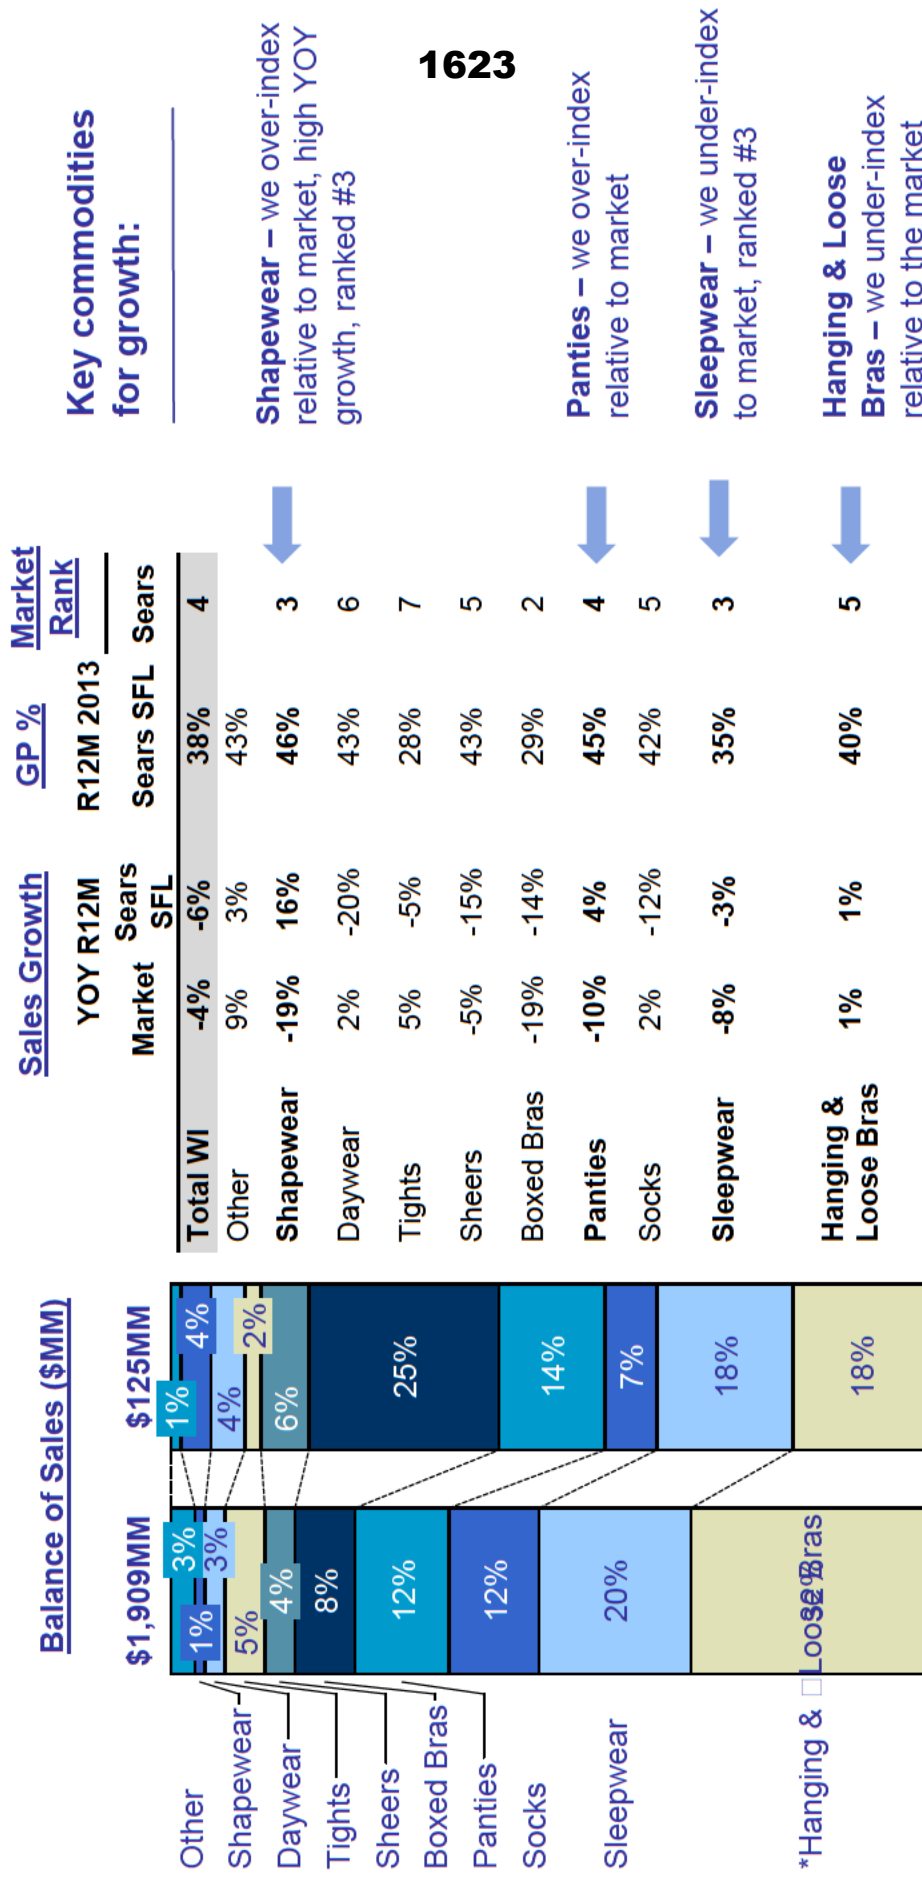 Balance of Sales ($MM)
$1,909MM $125MM
Other
Shapewear
Daywear
Tights
Sheers
Boxed Bras
Panties
Socks
Sleepwear
*Hanging & Loose Bras
3%
1%
3%
5%
4%
8%
12%
12%
20%
1%
4%
4%
2%
6%
25%
14%
7%
18%
18%
Sales Growth GP % Market
Rank
YOY R12M R12M 2013
Market Sears
SFL Sears SFL Sears
Total WI -4% -6% 38% 4
Other 9% 3% 43%
Shapewear -19% 16% 46% 3
Daywear 2% -20% 43% 6
Tights 5% -5% 28% 7
Sheers -5% -15% 43% 5
Boxed Bras -19% -14% 29% 2
Panties -10% 4% 45% 4
Socks 2% -12% 42% 5
Sleepwear -8% -3% 35% 3
Hanging &
Loose Bras 1% 1% 40% 5
Key commodities
for growth:
Shapewear – we over-index
relative to market, high YOY
growth, ranked #3
Panties – we over-index
relative to market
Sleepwear – we under-index
to market, ranked #3
Hanging & Loose
Bras – we under-index
relative to the market
1623